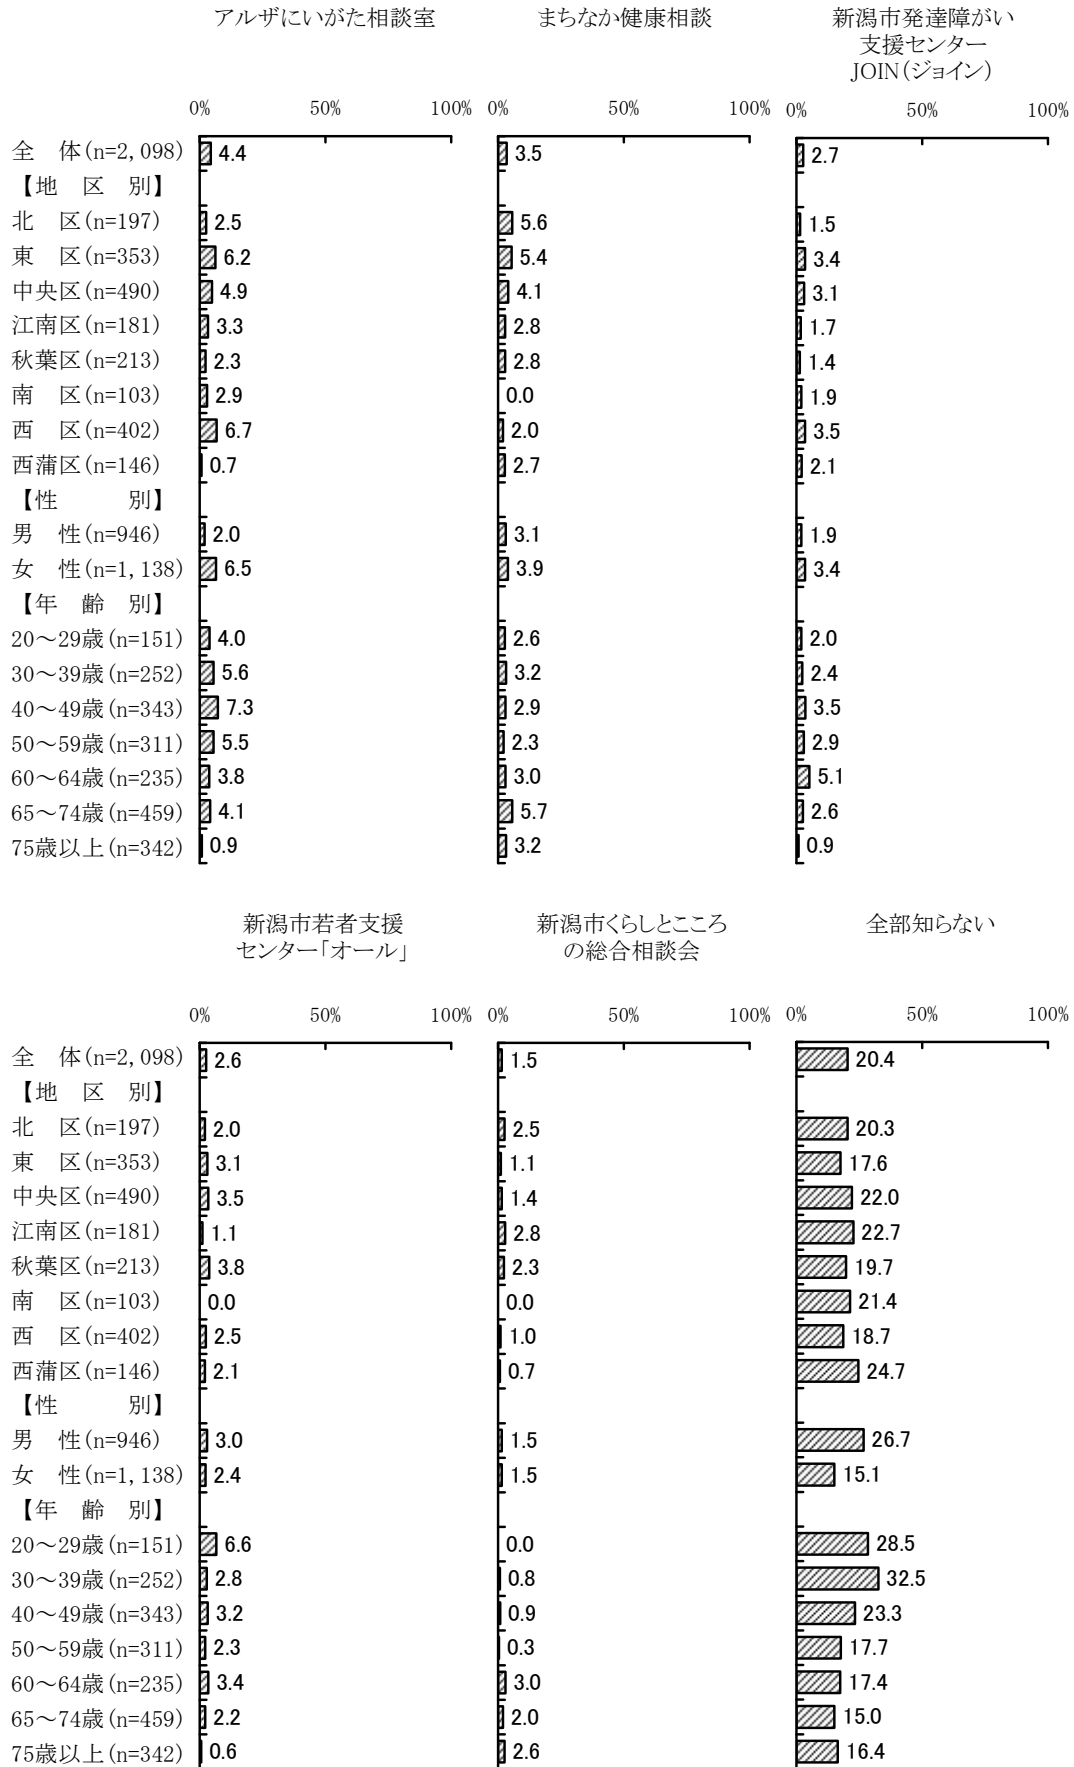 アルザにいがた相談室 まちなか健康相談 新潟市発達障がい
支援センター
JOIN(ジョイン)
0% 50% 100% 0% 50% 100% 0% 50% 100%
全 体(n=2,098) 4.4 3.5 2.7
【地 区 別】
北 区(n=197) 2.5 5.6 1.5
東 区(n=353) 6.2 5.4 3.4
中央区(n=490) 4.9 4.1 3.1
江南区(n=181) 3.3 2.8 1.7
秋葉区(n=213) 2.3 2.8 1.4
南 区(n=103) 2.9 0.0 1.9
西 区(n=402) 6.7 2.0 3.5
西蒲区(n=146) 0.7 2.7 2.1
【性 別】
男 性(n=946) 2.0 3.1 1.9
女 性(n=1,138) 6.5 3.9 3.4
【年 齢 別】
20～29歳(n=151) 4.0 2.6 2.0
30～39歳(n=252) 5.6 3.2 2.4
40～49歳(n=343) 7.3 2.9 3.5
50～59歳(n=311) 5.5 2.3 2.9
60～64歳(n=235) 3.8 3.0 5.1
65～74歳(n=459) 4.1 5.7 2.6
75歳以上(n=342) 0.9 3.2 0.9
新潟市若者支援 新潟市くらしとこころ 全部知らない
センター「オール」 の総合相談会
0% 50% 100% 0% 50% 100% 0% 50% 100%
全 体(n=2,098) 2.6 1.5 20.4
【地 区 別】
北 区(n=197) 2.0 2.5 20.3
東 区(n=353) 3.1 1.1 17.6
中央区(n=490) 3.5 1.4 22.0
江南区(n=181) 1.1 2.8 22.7
秋葉区(n=213) 3.8 2.3 19.7
南 区(n=103) 0.0 0.0 21.4
西 区(n=402) 2.5 1.0 18.7
西蒲区(n=146) 2.1 0.7 24.7
【性 別】
男 性(n=946) 3.0 1.5 26.7
女 性(n=1,138) 2.4 1.5 15.1
【年 齢 別】
20～29歳(n=151) 6.6 0.0 28.5
30～39歳(n=252) 2.8 0.8 32.5
40～49歳(n=343) 3.2 0.9 23.3
50～59歳(n=311) 2.3 0.3 17.7
60～64歳(n=235) 3.4 3.0 17.4
65～74歳(n=459) 2.2 2.0 15.0
75歳以上(n=342) 0.6 2.6 16.4